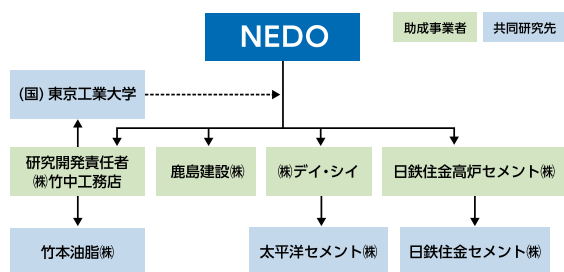 NEDO
助成事業者
共同研究先
(国) 東京工業大学
研究開発責任者
㈱竹中工務店
鹿島建設㈱
㈱デイ・シイ
日鉄住金高炉セメント㈱
竹本油脂㈱
太平洋セメント㈱
日鉄住金セメント㈱